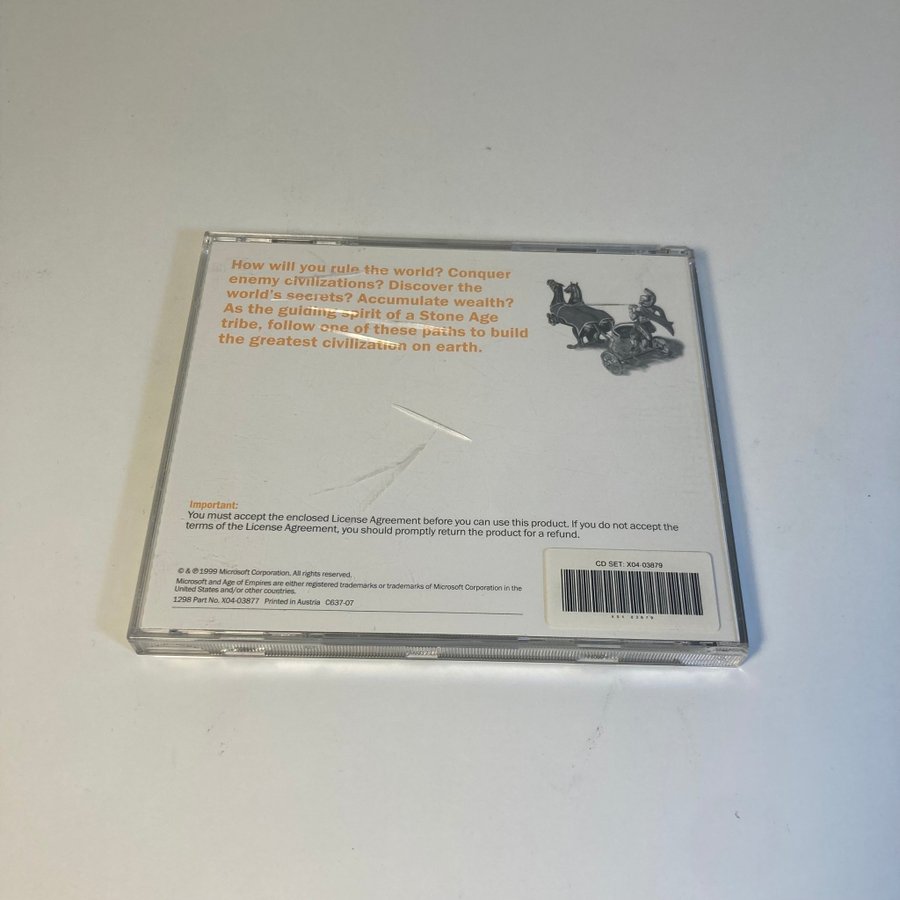 How will you rule the world? Conquer
enemy civilizations? Discover the
world's secrets? Accumulate wealth?
As the guiding spirit of a Stone Age
tribe, follow one of these paths to build
the greatest civilization on earth.
Important:
You must accept the enclosed License Agreement before you can use this product. If you do not accept the
terms of the License Agreement, you should promptly return the product for a refund.
© & ℗ 1999 Microsoft Corporation. All rights reserved.
Microsoft and Age of Empires are either registered trademarks or trademarks of Microsoft Corporation in the
United States and/or other countries.
1298 Part No. X04-03877 Printed in Austria C637-07
CD SET: X04-03879
X04 03879